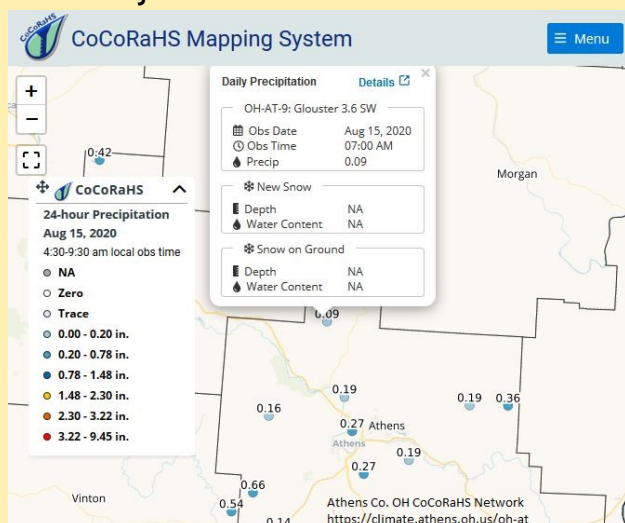 CoCoRaHS
CoCoRaHS Mapping System
≡ Menu
+
−
Daily Precipitation
Details
×
OH-AT-9: Glouster 3.6 SW
Obs Date Aug 15, 2020
Obs Time 07:00 AM
Precip 0.09
New Snow
Depth NA
Water Content NA
Snow on Ground
Depth NA
Water Content NA
0.42
Morgan
CoCoRaHS
24-hour Precipitation
Aug 15, 2020
4:30-9:30 am local obs time
NA
Zero
Trace
0.00 - 0.20 in.
0.20 - 0.78 in.
0.78 - 1.48 in.
1.48 - 2.30 in.
2.30 - 3.22 in.
3.22 - 9.45 in.
0.09
0.19
0.16
0.19 0.36
0.27 Athens
Athens
0.19
0.27
0.66
Vinton
0.54
0.14
Athens Co. OH CoCoRaHS Network
https://climate.athens.oh.us/ohat